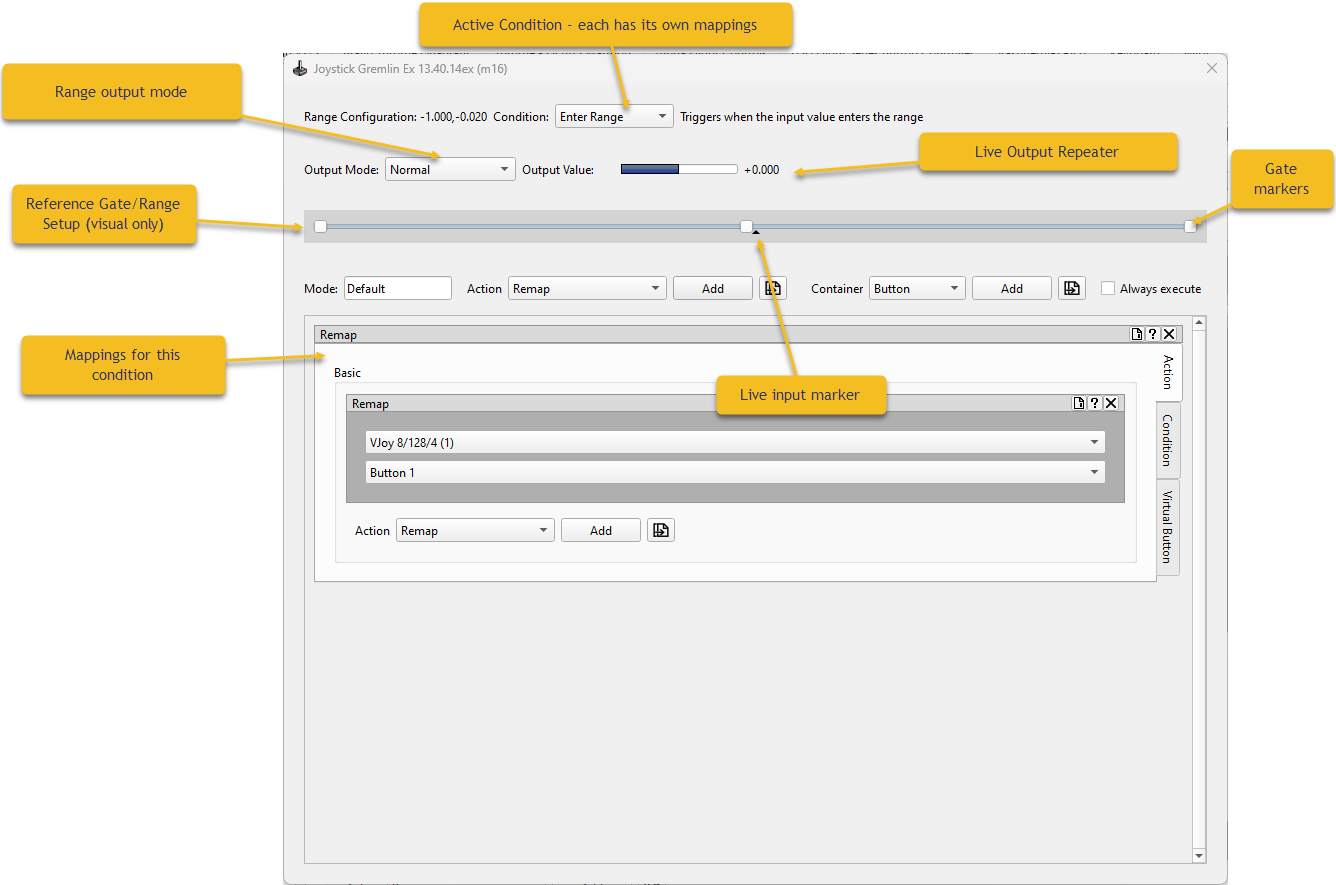 Active Condition - each has its own mappings
Joystick Gremlin Ex 13.40.14ex (m16)
Range output mode
Range Configuration: -1.000,-0.020 Condition: Enter Range Triggers when the input value enters the range
Live Output Repeater
Output Mode: Normal Output Value: +0.000
Gate
markers
Reference Gate/Range
Setup (visual only)
Mode: Default Action Remap Add Container Button Add Always execute
Remap ?
Mappings for this
condition
Action
Basic
Live input marker
Remap ?
Condition
VJoy 8/128/4 (1)
Button 1
Virtual Button
Action Remap Add